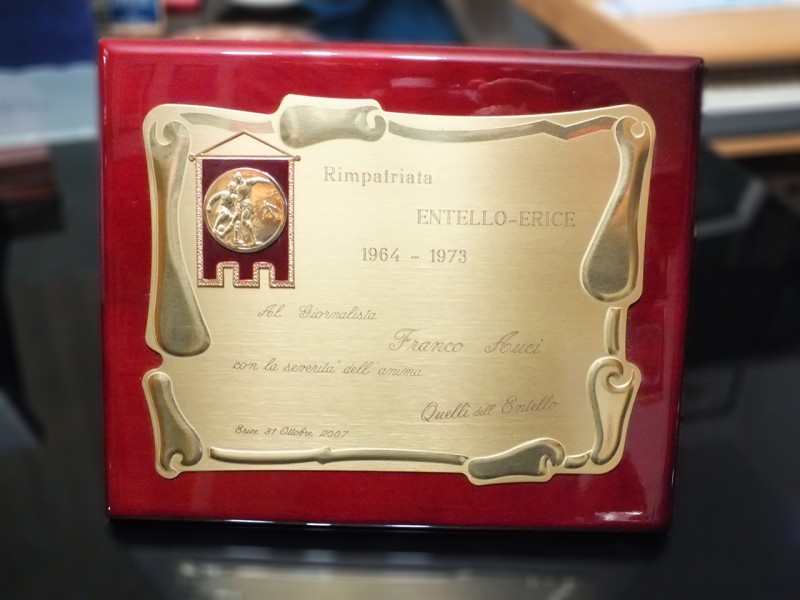 Rimpatriata
ENTELLO-ERICE
1964 - 1973
Al Giornalista
Franco Auci
con la severita' dell'anima
Quelli dell Entello
Erice 31 Ottobre, 2007